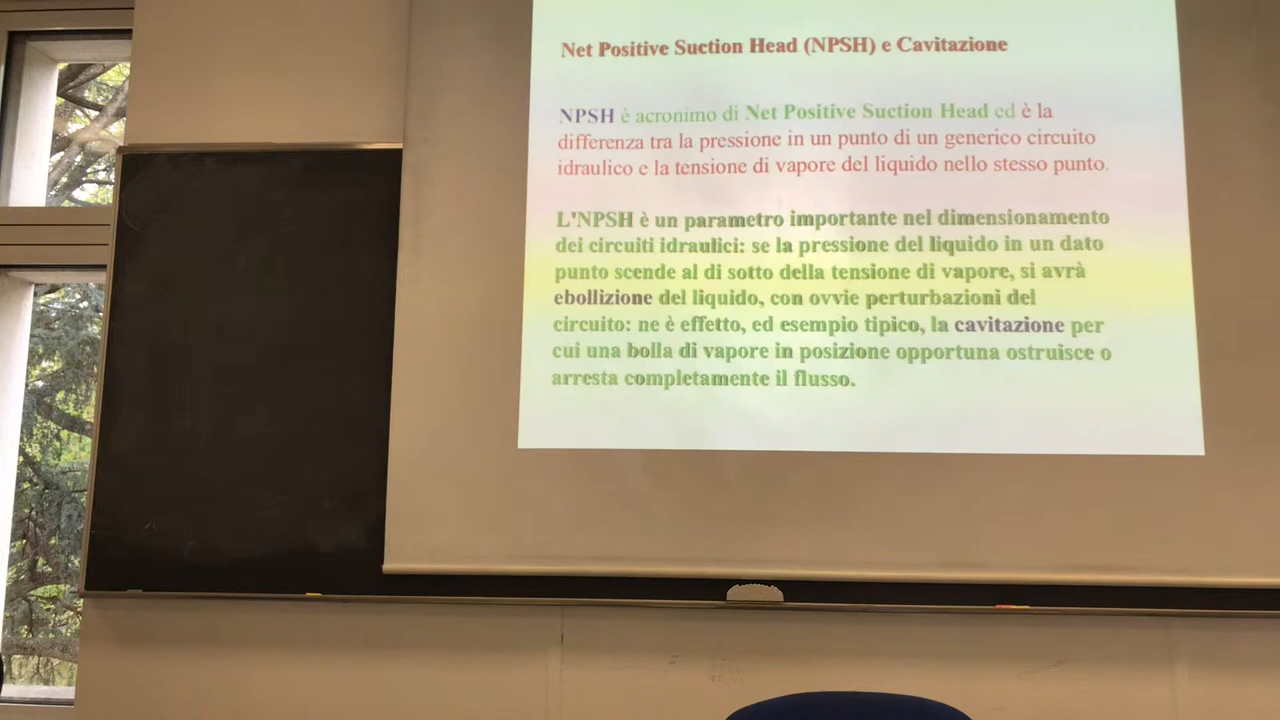 Net Positive Suction Head (NPSH) e Cavitazione
NPSH è acronimo di Net Positive Suction Head ed è la
differenza tra la pressione in un punto di un generico circuito
idraulico e la tensione di vapore del liquido nello stesso punto.
L'NPSH è un parametro importante nel dimensionamento
dei circuiti idraulici: se la pressione del liquido in un dato
punto scende al di sotto della tensione di vapore, si avrà
ebollizione del liquido, con ovvie perturbazioni del
circuito: ne è effetto, ed esempio tipico, la cavitazione per
cui una bolla di vapore in posizione opportuna ostruisce o
arresta completamente il flusso.